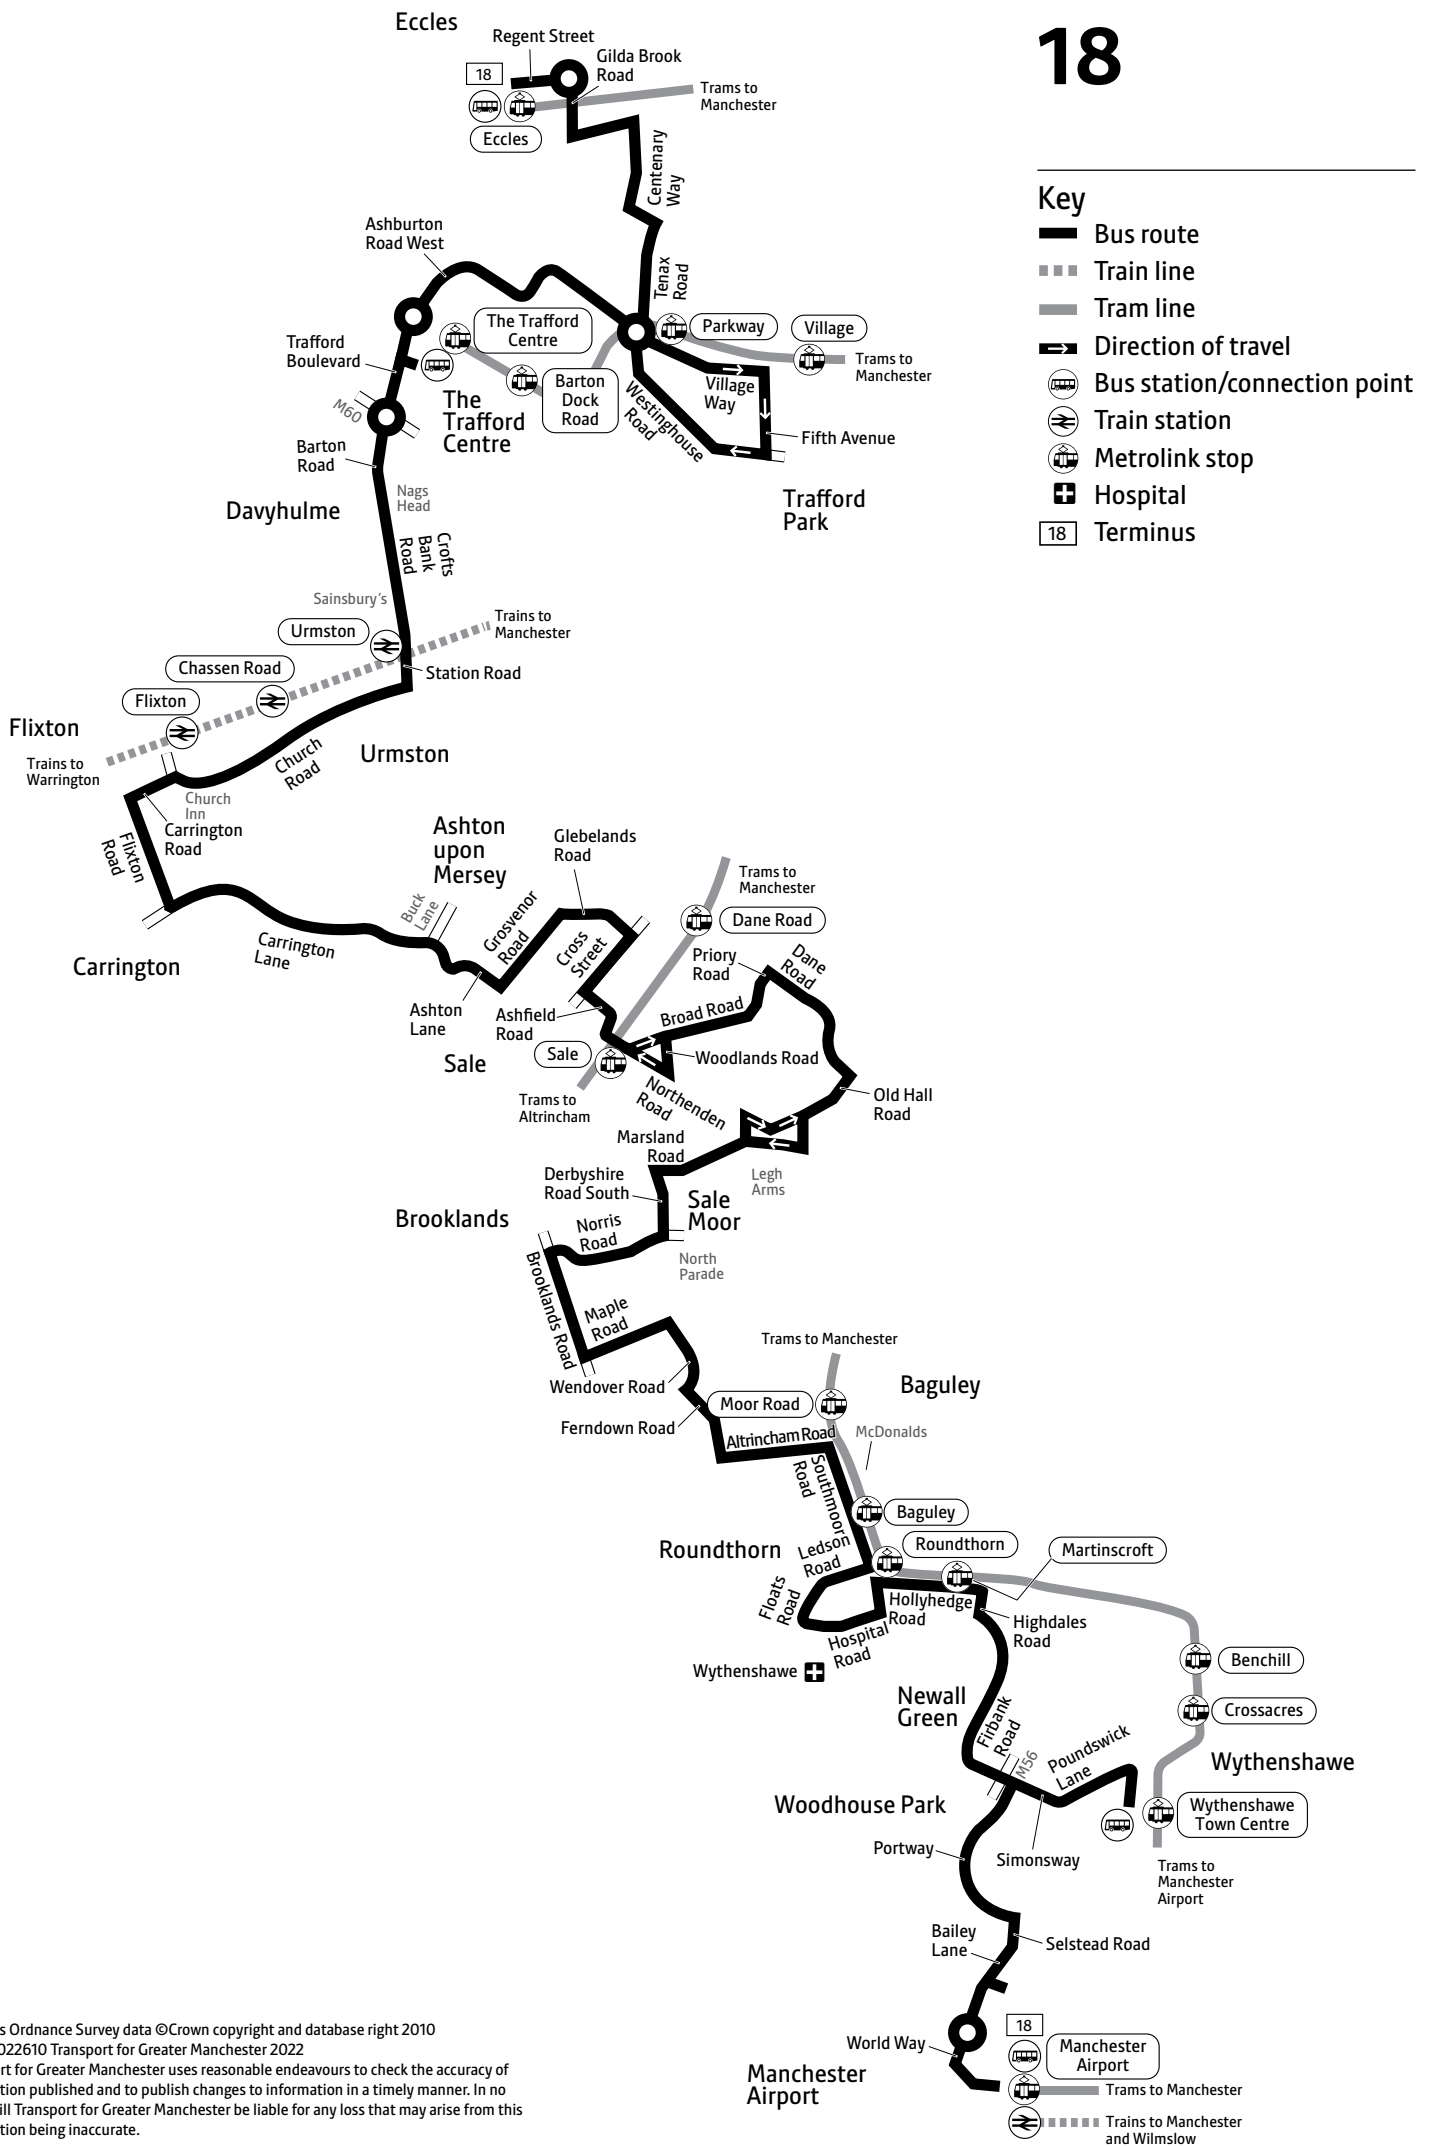 18
Key
Bus route
Train line
Tram line
Direction of travel
Bus station/connection point
Train station
Metrolink stop
Hospital
18
Terminus
Eccles
Regent Street
18
Gilda Brook
Road
Trams to
Manchester
Eccles
Centenary
Way
Ashburton
Road West
Tenax
Road
The Trafford
Centre
Parkway
Village
Trafford
Boulevard
Trams to
Manchester
Barton
Dock
Road
Village
Way
M60
The
Trafford
Centre
Westinghouse
Road
Fifth Avenue
Barton
Road
Nags
Head
Trafford
Park
Davyhulme
Crofts
Bank
Road
Sainsbury's
Urmston
Trains to
Manchester
Chassen Road
Station Road
Flixton
Flixton
Trains to
Warrington
Church
Road
Urmston
Church
Inn
Carrington
Road
Flixton
Road
Ashton
upon
Mersey
Glebelands
Road
Trams to
Manchester
Buck
Lane
Grosvenor
Road
Dane Road
Carrington
Lane
Cross
Street
Priory
Road
Dane
Road
Carrington
Ashton
Lane
Ashfield
Road
Broad Road
Sale
Sale
Woodlands Road
Trams to
Altrincham
Northenden
Road
Old Hall
Road
Marsland
Road
Derbyshire
Road South
Legh
Arms
Sale
Moor
Brooklands
Norris
Road
North
Parade
Brooklands Road
Maple
Road
Trams to Manchester
Wendover Road
Baguley
Moor Road
Ferndown Road
Altrincham Road
McDonalds
Southmoor
Road
Baguley
Roundthorn
Ledson
Road
Roundthorn
Martinscroft
Floats
Road
Hollyhedge
Road
Highdales
Road
Hospital
Road
Wythenshawe
Benchill
Newall
Green
Crossacres
Firbank
Road
M56
Poundswick
Lane
Wythenshawe
Woodhouse Park
Wythenshawe
Town Centre
Portway
Simonsway
Trams to
Manchester
Airport
Bailey
Lane
Selstead Road
18
World Way
Manchester
Airport
Manchester
Airport
Trams to Manchester
Trains to Manchester
and Wilmslow
s Ordnance Survey data ©Crown copyright and database right 2010
022610 Transport for Greater Manchester 2022
rt for Greater Manchester uses reasonable endeavours to check the accuracy of
tion published and to publish changes to information in a timely manner. In no
ill Transport for Greater Manchester be liable for any loss that may arise from this
tion being inaccurate.